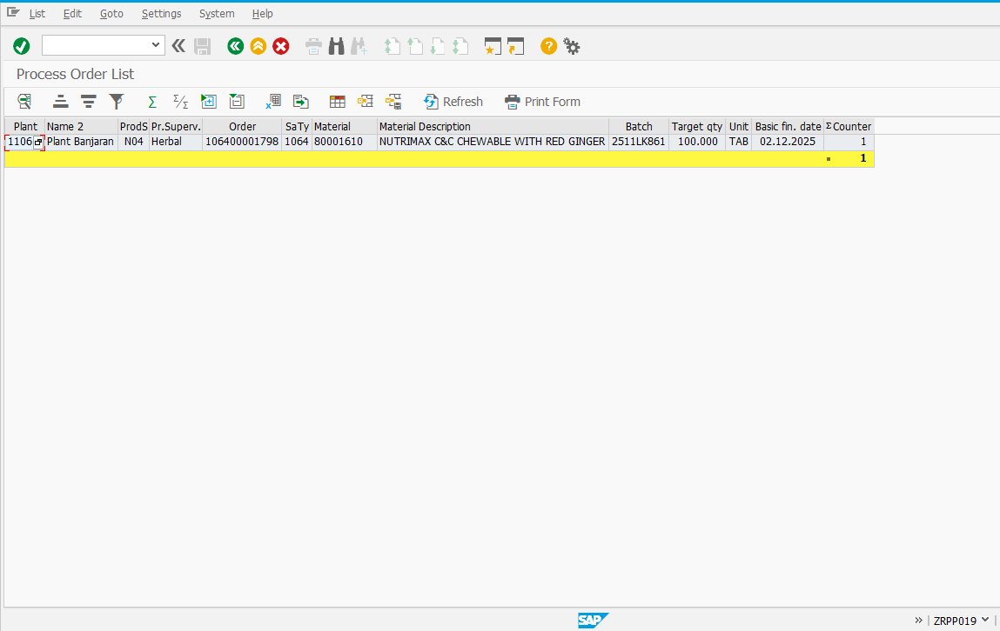 List Edit Goto Settings System Help
Process Order List
Refresh Print Form
Plant Name 2 ProdS Pr.Superv. Order SaTy Material Material Description Batch Target qty Unit Basic fin. date Σ Counter
1106 Plant Banjaran N04 Herbal 106400001798 1064 80001610 NUTRIMAX C&C CHEWABLE WITH RED GINGER 2511LK861 100.000 TAB 02.12.2025 1
▪ 1
SAP ZRPP019